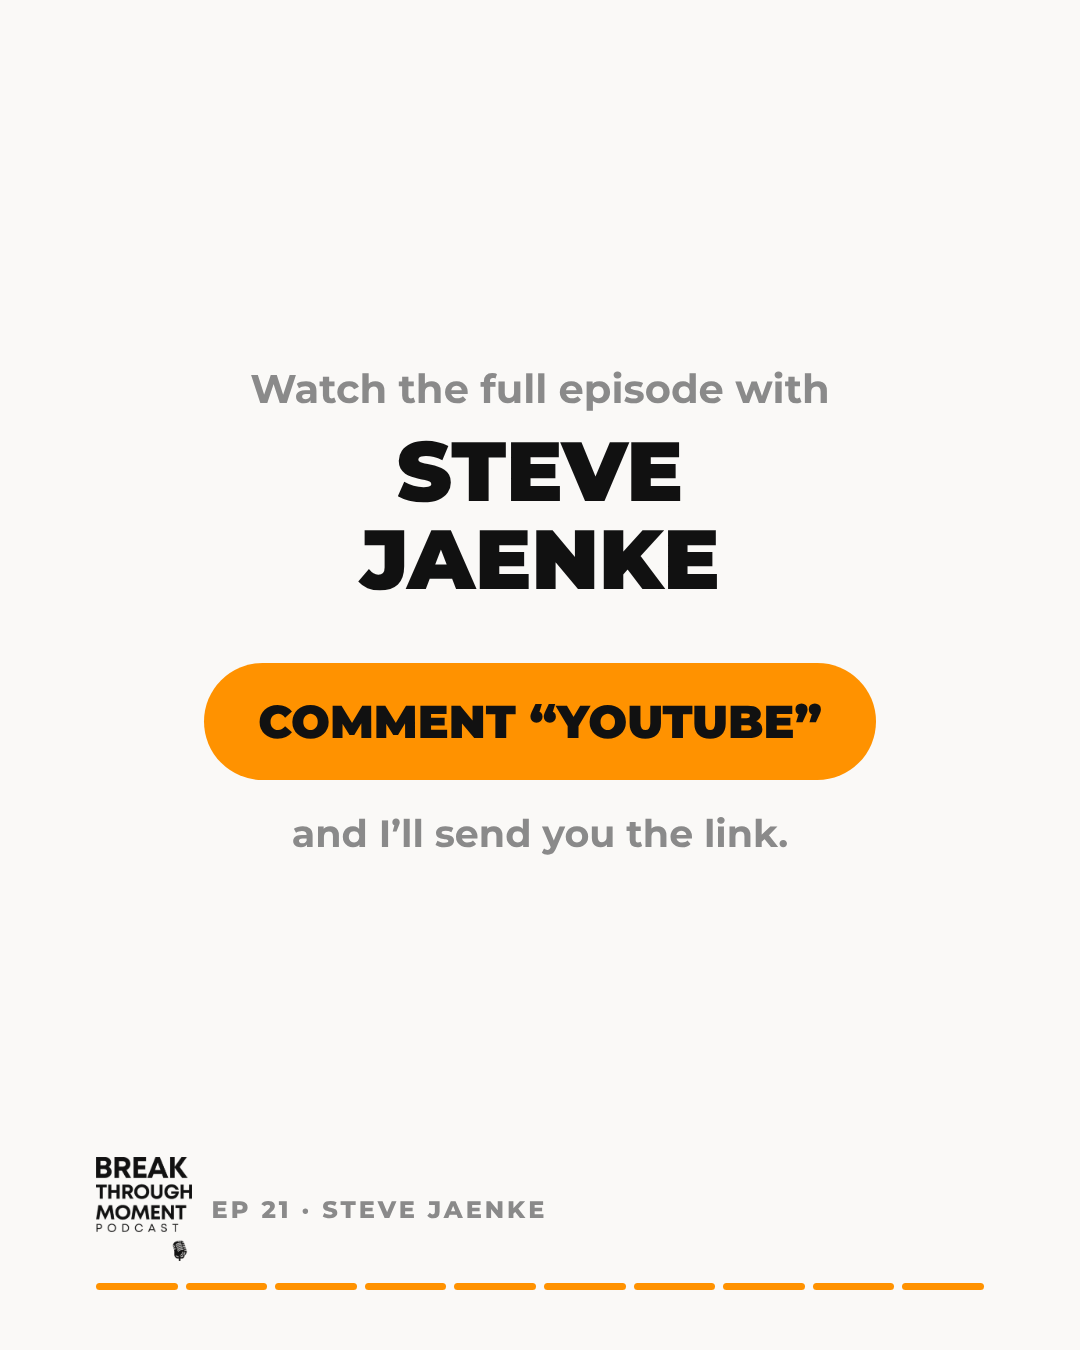 Watch the full episode with
STEVE
JAENKE
COMMENT “YOUTUBE”
and I’ll send you the link.
BREAK
THROUGH
MOMENT
PODCAST
EP 21 · STEVE JAENKE